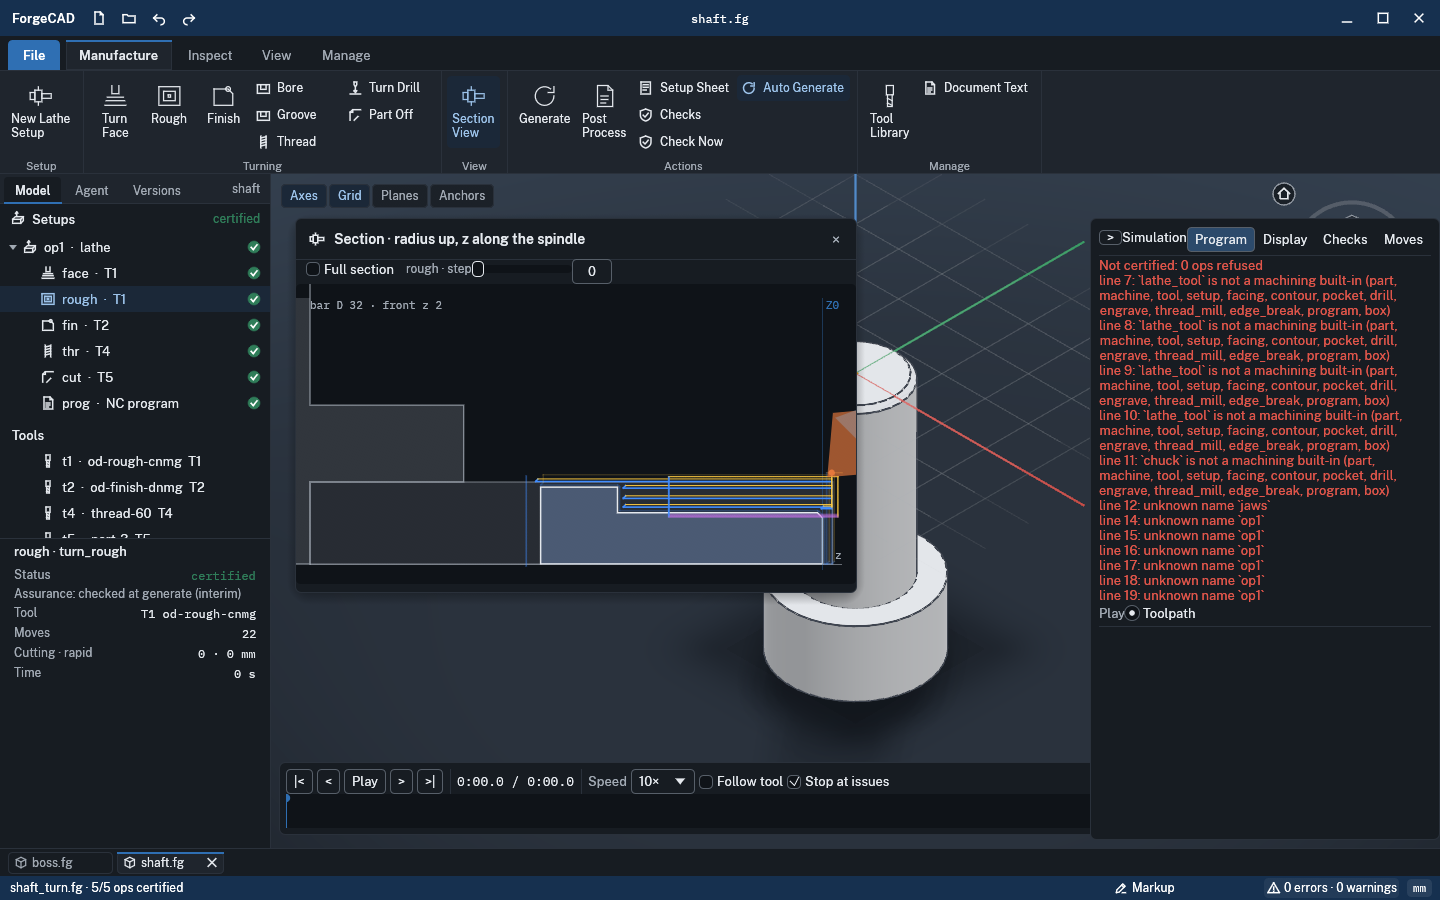 ForgeCAD
shaft.fg
File
Manufacture
Inspect
View
Manage
New Lathe
Setup
Setup
Turn
Face
Rough
Finish
Bore
Groove
Thread
Turn Drill
Part Off
Turning
Section
View
View
Generate
Post
Process
Setup Sheet
Checks
Check Now
Auto Generate
Actions
Tool
Library
Document Text
Manage
Model
Agent
Versions
shaft
Setups
certified
op1 · lathe
face · T1
rough · T1
fin · T2
thr · T4
cut · T5
prog · NC program
Tools
t1 · od-rough-cnmg T1
t2 · od-finish-dnmg T2
t4 · thread-60 T4
rough · turn_rough
Status
certified
Assurance: checked at generate (interim)
Tool
T1 od-rough-cnmg
Moves
22
Cutting · rapid
0 · 0 mm
Time
0 s
Axes
Grid
Planes
Anchors
Section · radius up, z along the spindle
×
Full section
rough · step
0
bar D 32 · front z 2
Z0
z
|<
<
Play
>
>|
0:00.0 / 0:00.0
Speed
10×
Follow tool
Stop at issues
>
Simulation
Program
Display
Checks
Moves
Not certified: 0 ops refused
line 7: `lathe_tool` is not a machining built-in (part,
machine, tool, setup, facing, contour, pocket, drill,
engrave, thread_mill, edge_break, program, box)
line 8: `lathe_tool` is not a machining built-in (part,
machine, tool, setup, facing, contour, pocket, drill,
engrave, thread_mill, edge_break, program, box)
line 9: `lathe_tool` is not a machining built-in (part,
machine, tool, setup, facing, contour, pocket, drill,
engrave, thread_mill, edge_break, program, box)
line 10: `lathe_tool` is not a machining built-in (part,
machine, tool, setup, facing, contour, pocket, drill,
engrave, thread_mill, edge_break, program, box)
line 11: `chuck` is not a machining built-in (part,
machine, tool, setup, facing, contour, pocket, drill,
engrave, thread_mill, edge_break, program, box)
line 12: unknown name `jaws`
line 14: unknown name `op1`
line 15: unknown name `op1`
line 16: unknown name `op1`
line 17: unknown name `op1`
line 18: unknown name `op1`
line 19: unknown name `op1`
Play
Toolpath
boss.fg
shaft.fg
shaft_turn.fg · 5/5 ops certified
Markup
0 errors · 0 warnings
mm